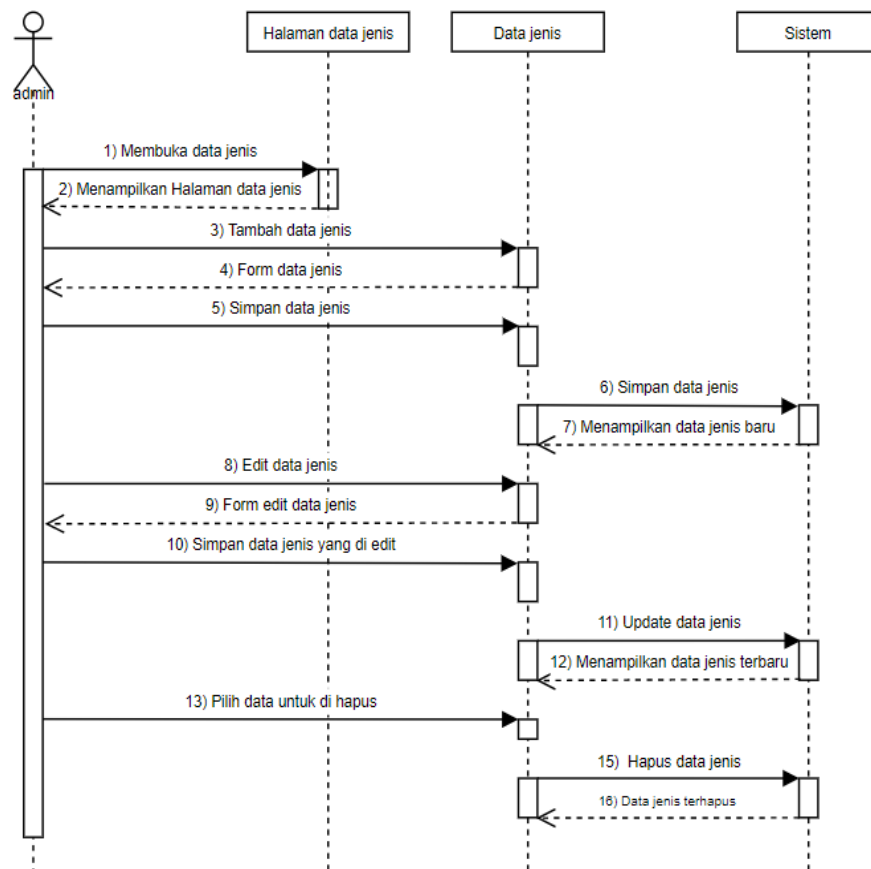 Halaman data jenis
Data jenis
Sistem
admin
1) Membuka data jenis
2) Menampilkan Halaman data jenis
3) Tambah data jenis
4) Form data jenis
5) Simpan data jenis
6) Simpan data jenis
7) Menampilkan data jenis baru
8) Edit data jenis
9) Form edit data jenis
10) Simpan data jenis yang di edit
11) Update data jenis
12) Menampilkan data jenis terbaru
13) Pilih data untuk di hapus
15) Hapus data jenis
16) Data jenis terhapus